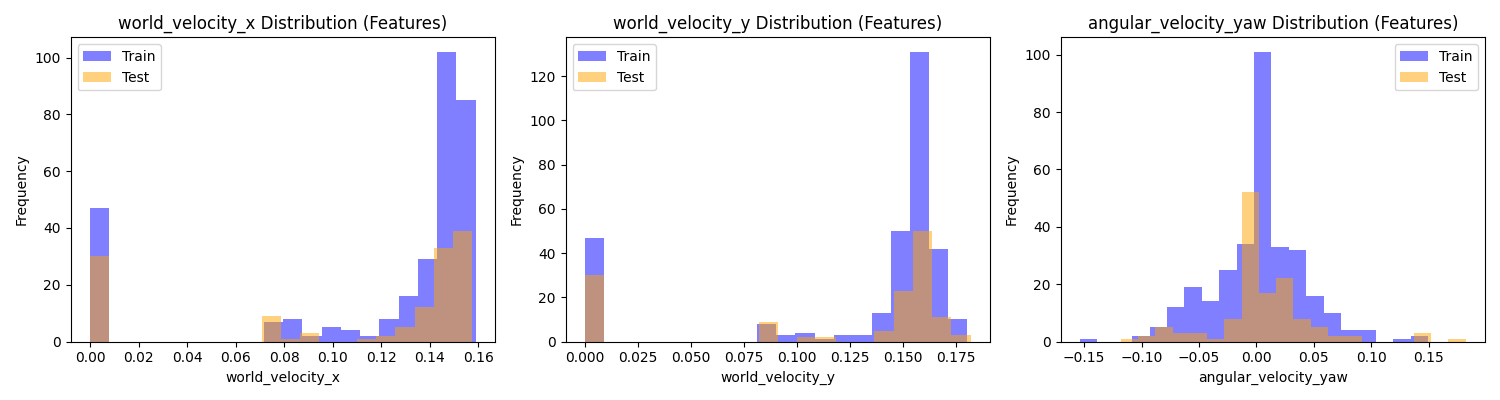 world_velocity_x Distribution (Features)
Frequency
100
80
60
40
20
0
Train
Test
0.00 0.02 0.04 0.06 0.08 0.10 0.12 0.14 0.16
world_velocity_x
world_velocity_y Distribution (Features)
Frequency
120
100
80
60
40
20
0
Train
Test
0.000 0.025 0.050 0.075 0.100 0.125 0.150 0.175
world_velocity_y
angular_velocity_yaw Distribution (Features)
Frequency
100
80
60
40
20
0
Train
Test
−0.15 −0.10 −0.05 0.00 0.05 0.10 0.15
angular_velocity_yaw